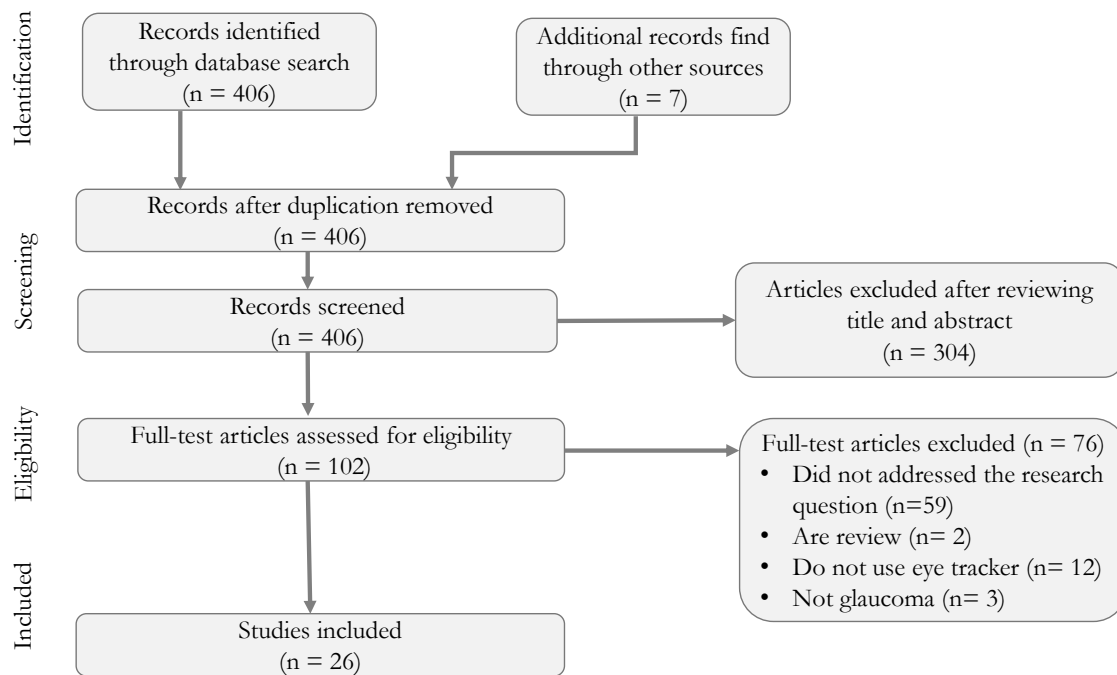 Identification
Records identified
through database search
(n = 406)
Additional records find
through other sources
(n = 7)
Records after duplication removed
(n = 406)
Screening
Records screened
(n = 406)
Articles excluded after reviewing
title and abstract
(n = 304)
Eligibility
Full-test articles assessed for eligibility
(n = 102)
Full-test articles excluded (n = 76)
• Did not addressed the research
question (n=59)
• Are review (n= 2)
• Do not use eye tracker (n= 12)
• Not glaucoma (n= 3)
Included
Studies included
(n = 26)